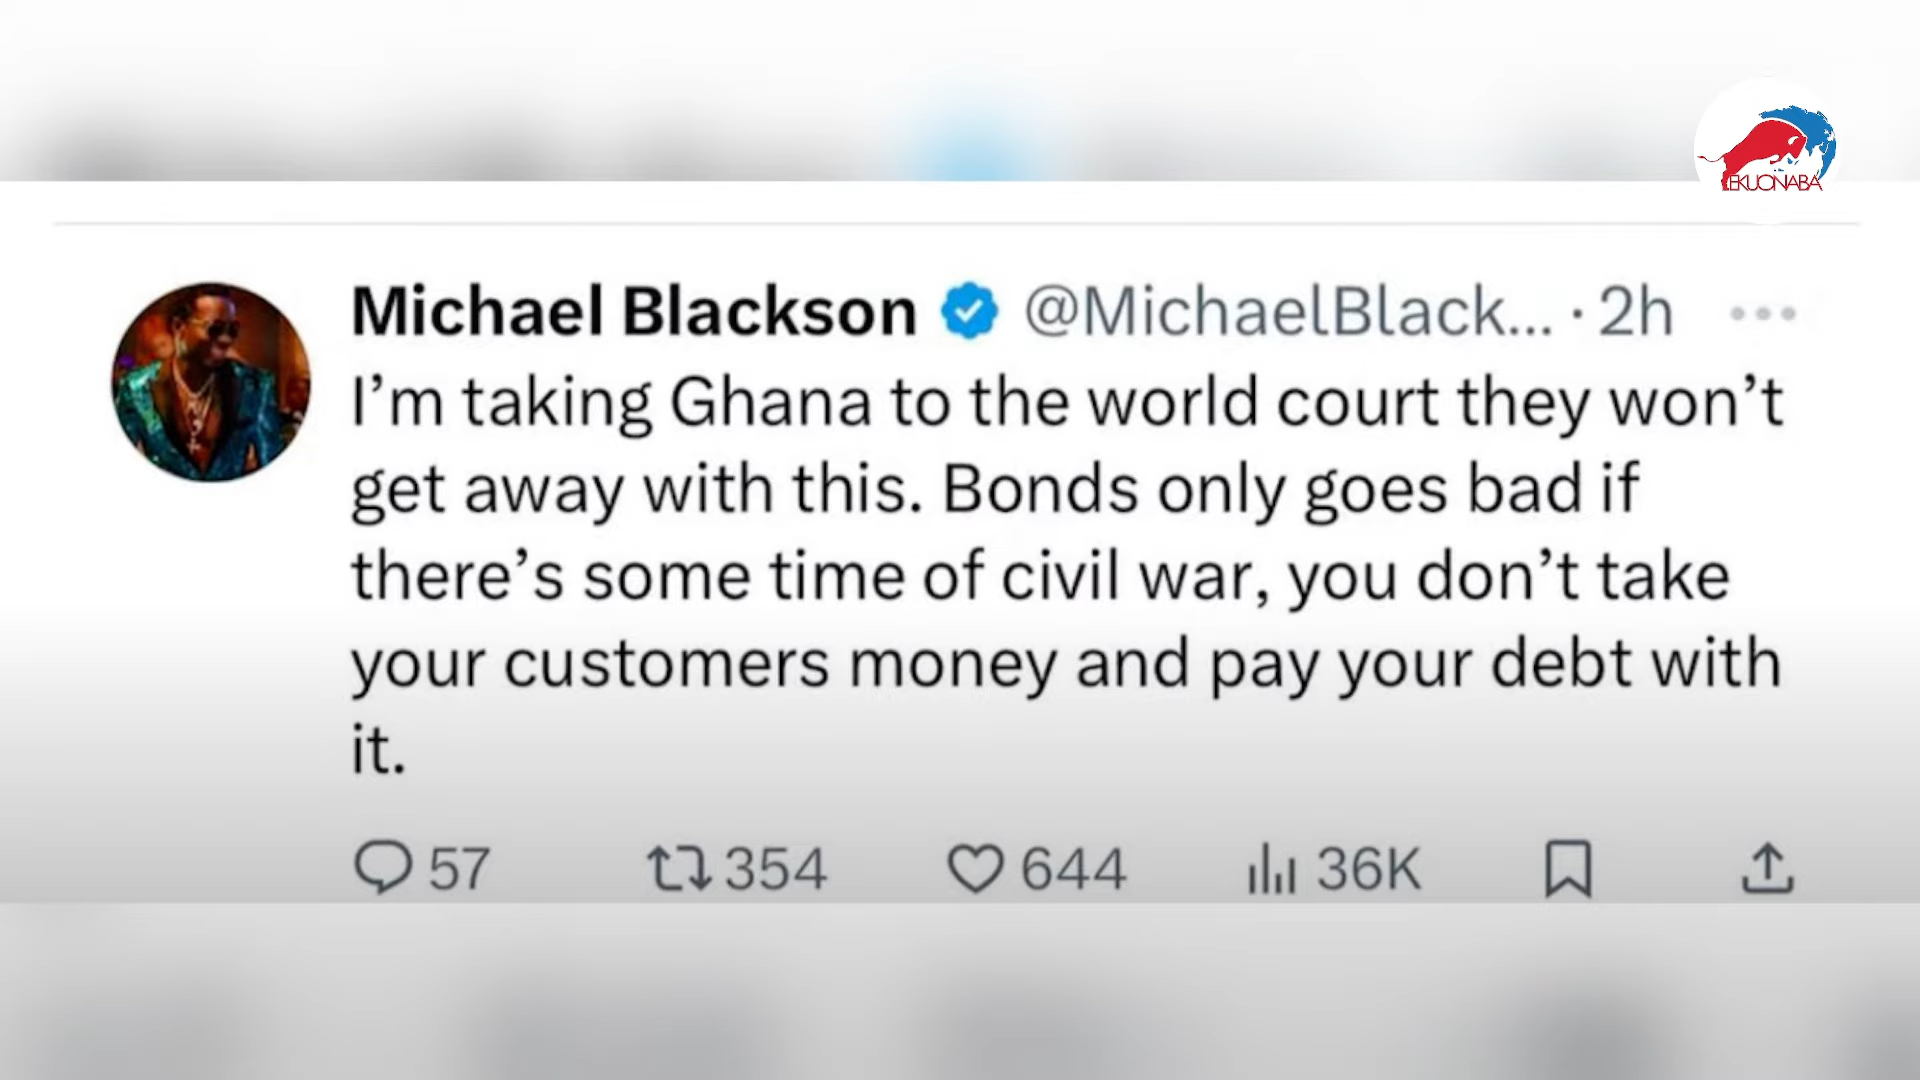 EKUONABA
Michael Blackson @MichaelBlack... · 2h
I’m taking Ghana to the world court they won’t
get away with this. Bonds only goes bad if
there’s some time of civil war, you don’t take
your customers money and pay your debt with
it.
57 354 644 36K